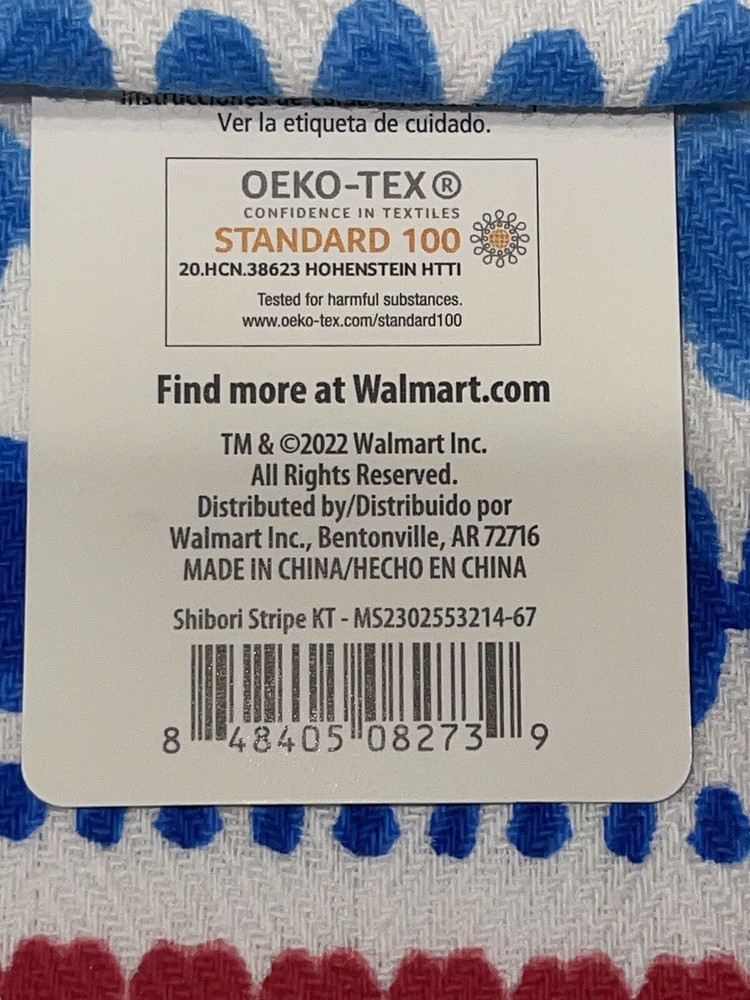 Instrucciones de
Ver la etiqueta de cuidado.
OEKO-TEX®
CONFIDENCE IN TEXTILES
STANDARD 100
20.HCN.38623 HOHENSTEIN HTTI
Tested for harmful substances.
www.oeko-tex.com/standard100
Find more at Walmart.com
TM & ©2022 Walmart Inc.
All Rights Reserved.
Distributed by/Distribuido por
Walmart Inc., Bentonville, AR 72716
MADE IN CHINA/HECHO EN CHINA
Shibori Stripe KT - MS2302553214-67
8 48405 08273 9